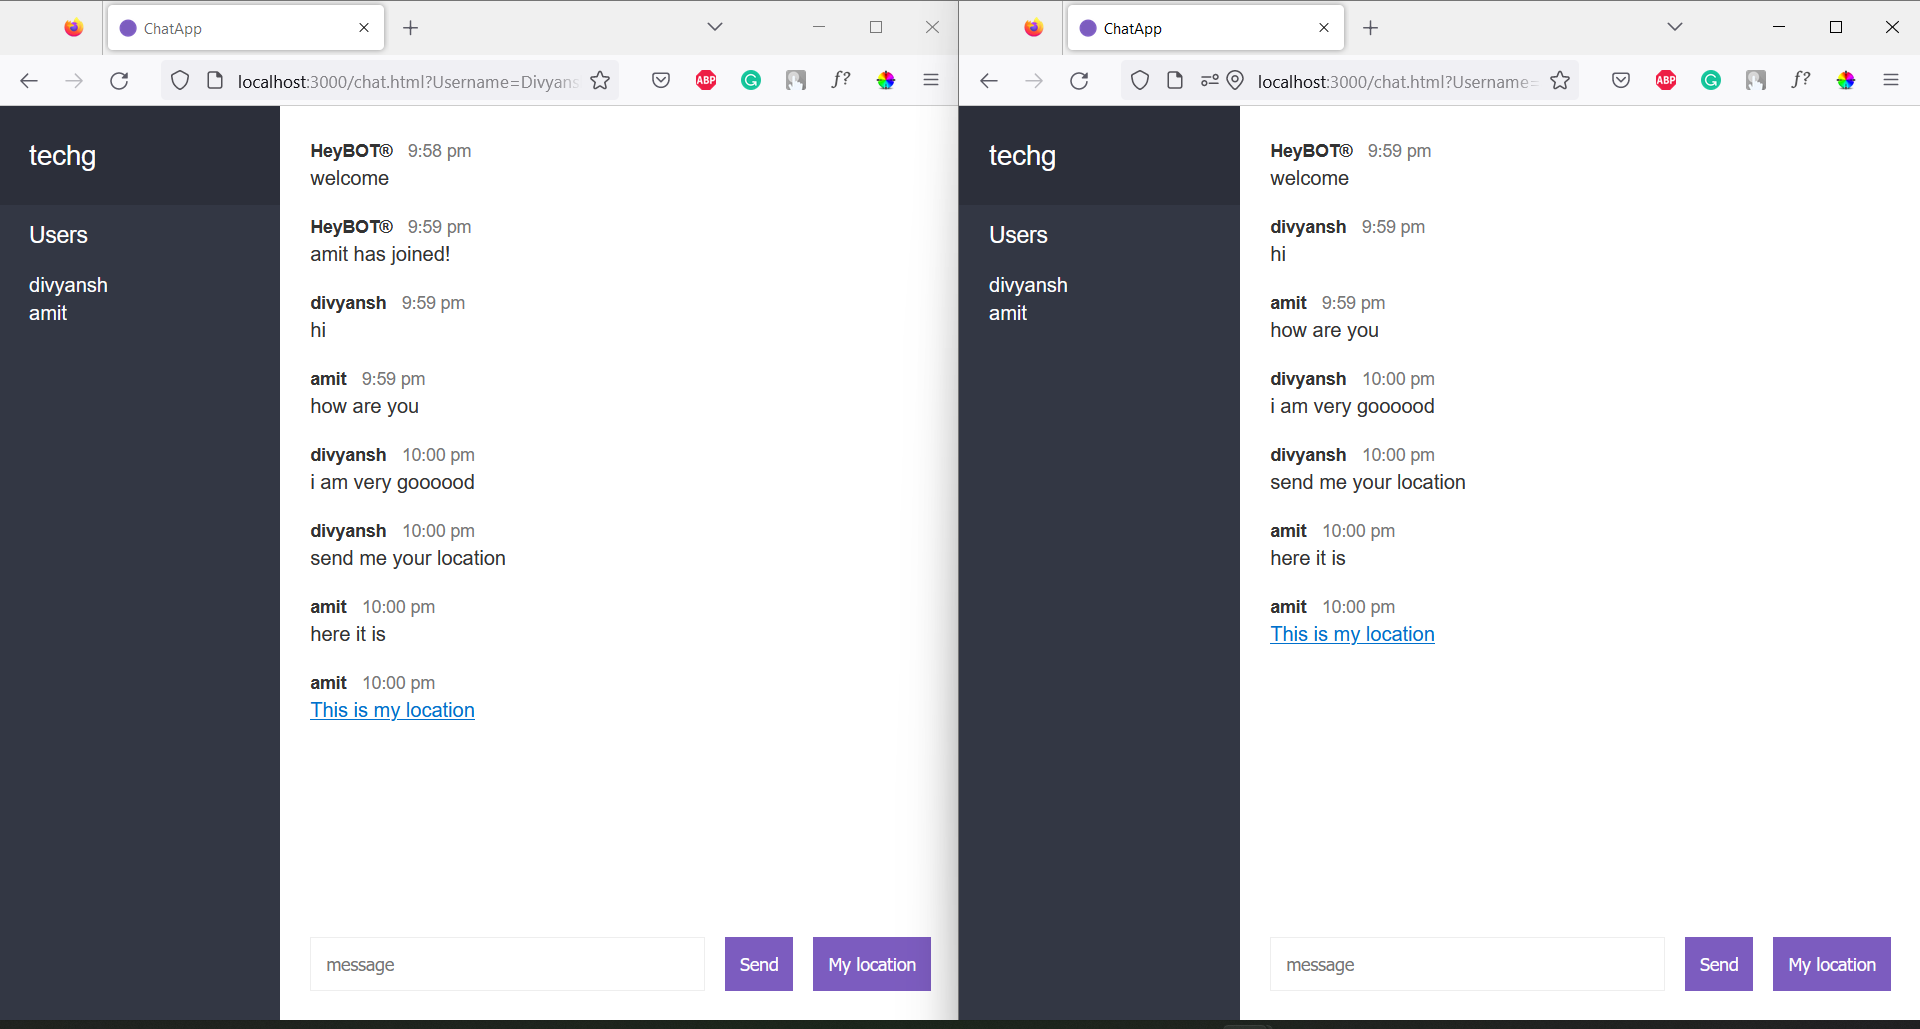 ChatApp
localhost:3000/chat.html?Username=Divyans
ABP
f?
techg
Users
divyansh
amit
HeyBOT® 9:58 pm
welcome
HeyBOT® 9:59 pm
amit has joined!
divyansh 9:59 pm
hi
amit 9:59 pm
how are you
divyansh 10:00 pm
i am very goooood
divyansh 10:00 pm
send me your location
amit 10:00 pm
here it is
amit 10:00 pm
This is my location
message
Send
My location
ChatApp
localhost:3000/chat.html?Username=
ABP
f?
techg
Users
divyansh
amit
HeyBOT® 9:59 pm
welcome
divyansh 9:59 pm
hi
amit 9:59 pm
how are you
divyansh 10:00 pm
i am very goooood
divyansh 10:00 pm
send me your location
amit 10:00 pm
here it is
amit 10:00 pm
This is my location
message
Send
My location